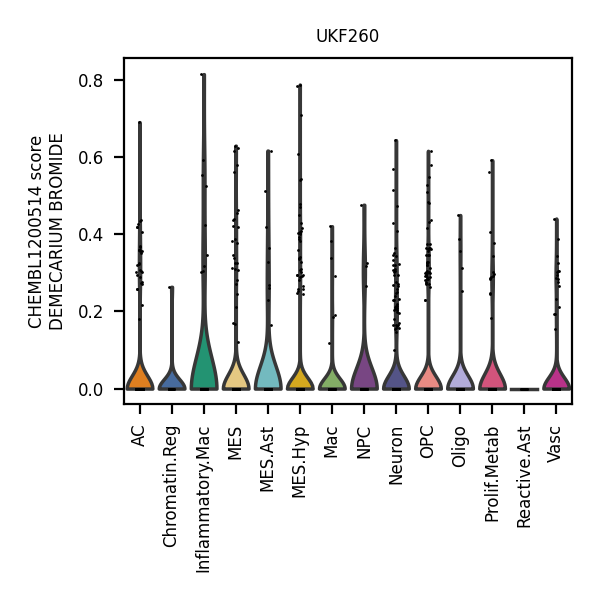 UKF260
CHEMBL1200514 score
DEMECARIUM BROMIDE
0.8
0.6
0.4
0.2
0.0
AC
Chromatin.Reg
Inflammatory.Mac
MES
MES.Ast
MES.Hyp
Mac
NPC
Neuron
OPC
Oligo
Prolif.Metab
Reactive.Ast
Vasc